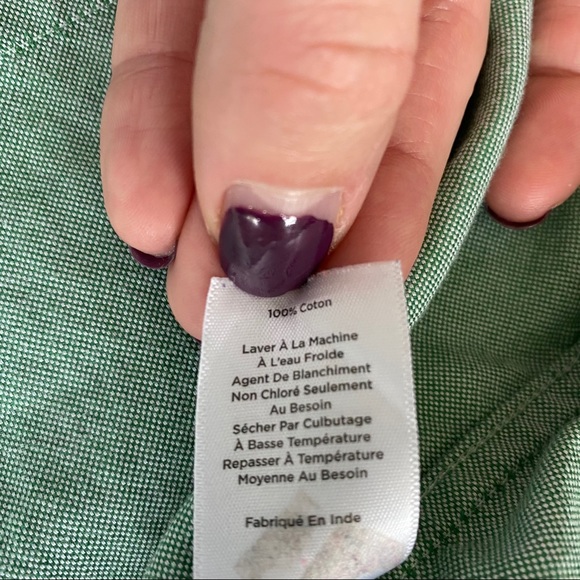 100% Coton
Laver À La Machine
À L'eau Froide
Agent De Blanchiment
Non Chloré Seulement
Au Besoin
Sécher Par Culbutage
À Basse Température
Repasser À Température
Moyenne Au Besoin
Fabriqué En Inde